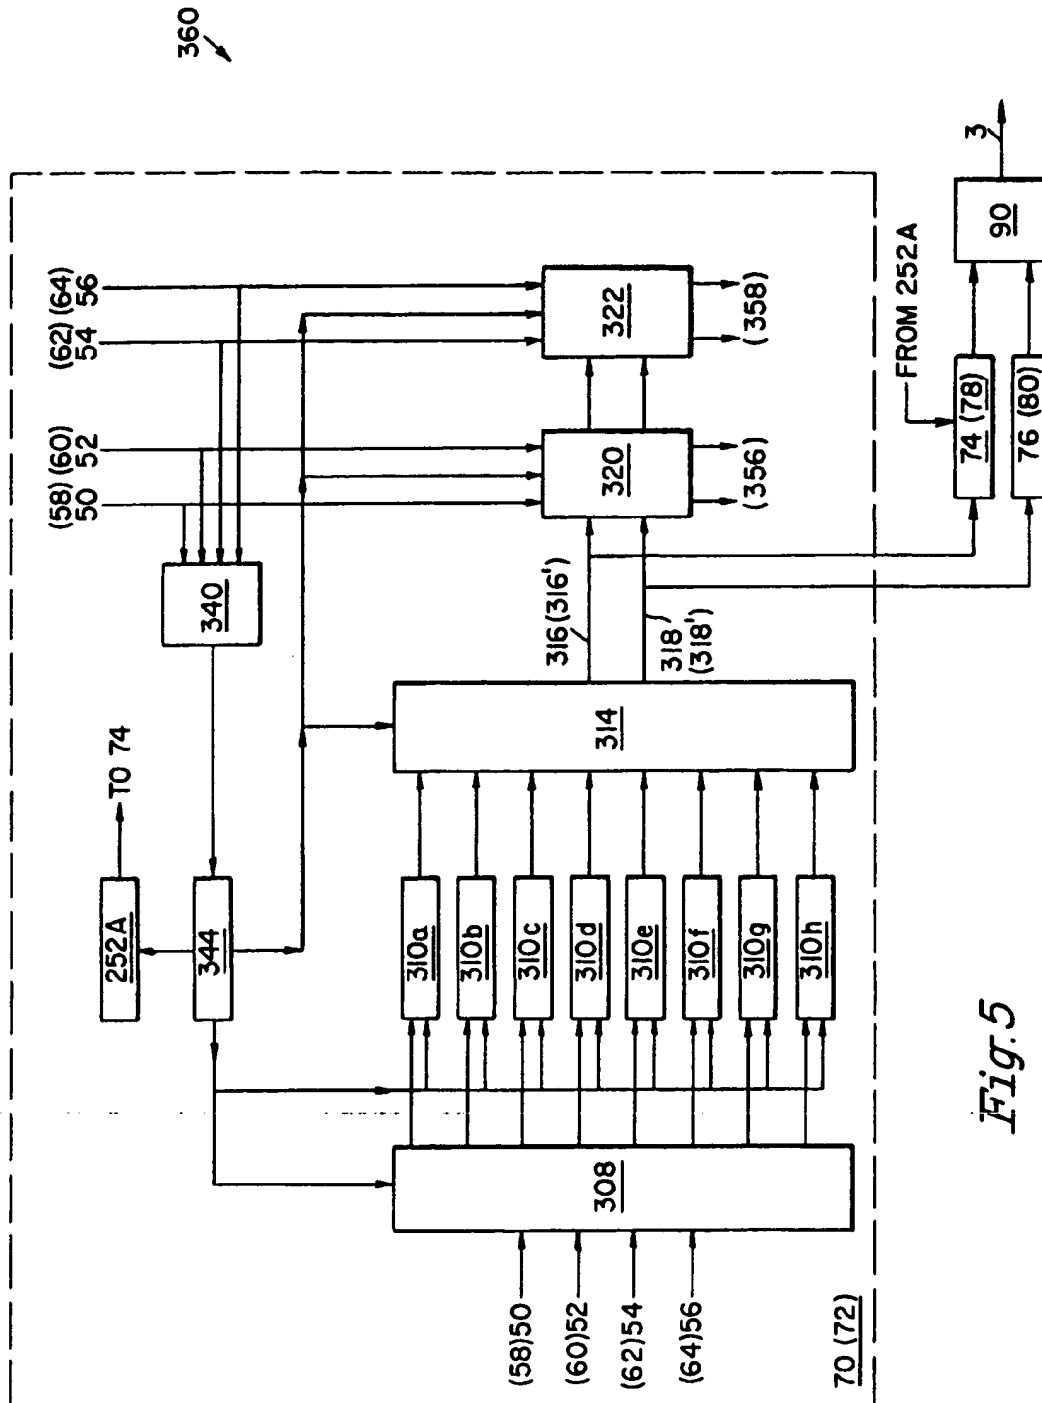 360
(58) (60)
50 52
(62) (64)
54 56
340
TO 74
252A
344
310a
310b
310c
310d
310e
310f
310g
310h
308
314
316(316')
318
(318')
320
322
(356)
(358)
(58)50
(60)52
(62)54
(64)56
70 (72)
FROM 252A
74 (78)
76 (80)
90
3
Fig. 5